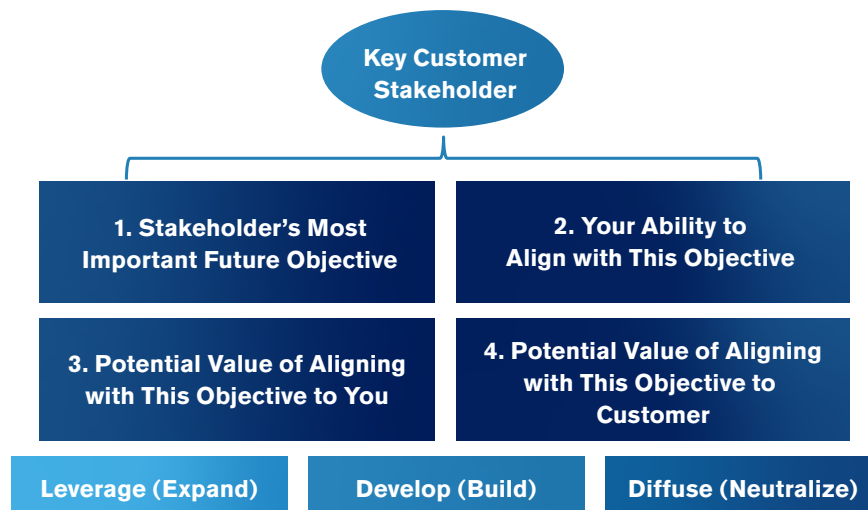 Key Customer
Stakeholder
1. Stakeholder’s Most
Important Future Objective
2. Your Ability to
Align with This Objective
3. Potential Value of Aligning
with This Objective to You
4. Potential Value of Aligning
with This Objective to
Customer
Leverage (Expand)
Develop (Build)
Diffuse (Neutralize)